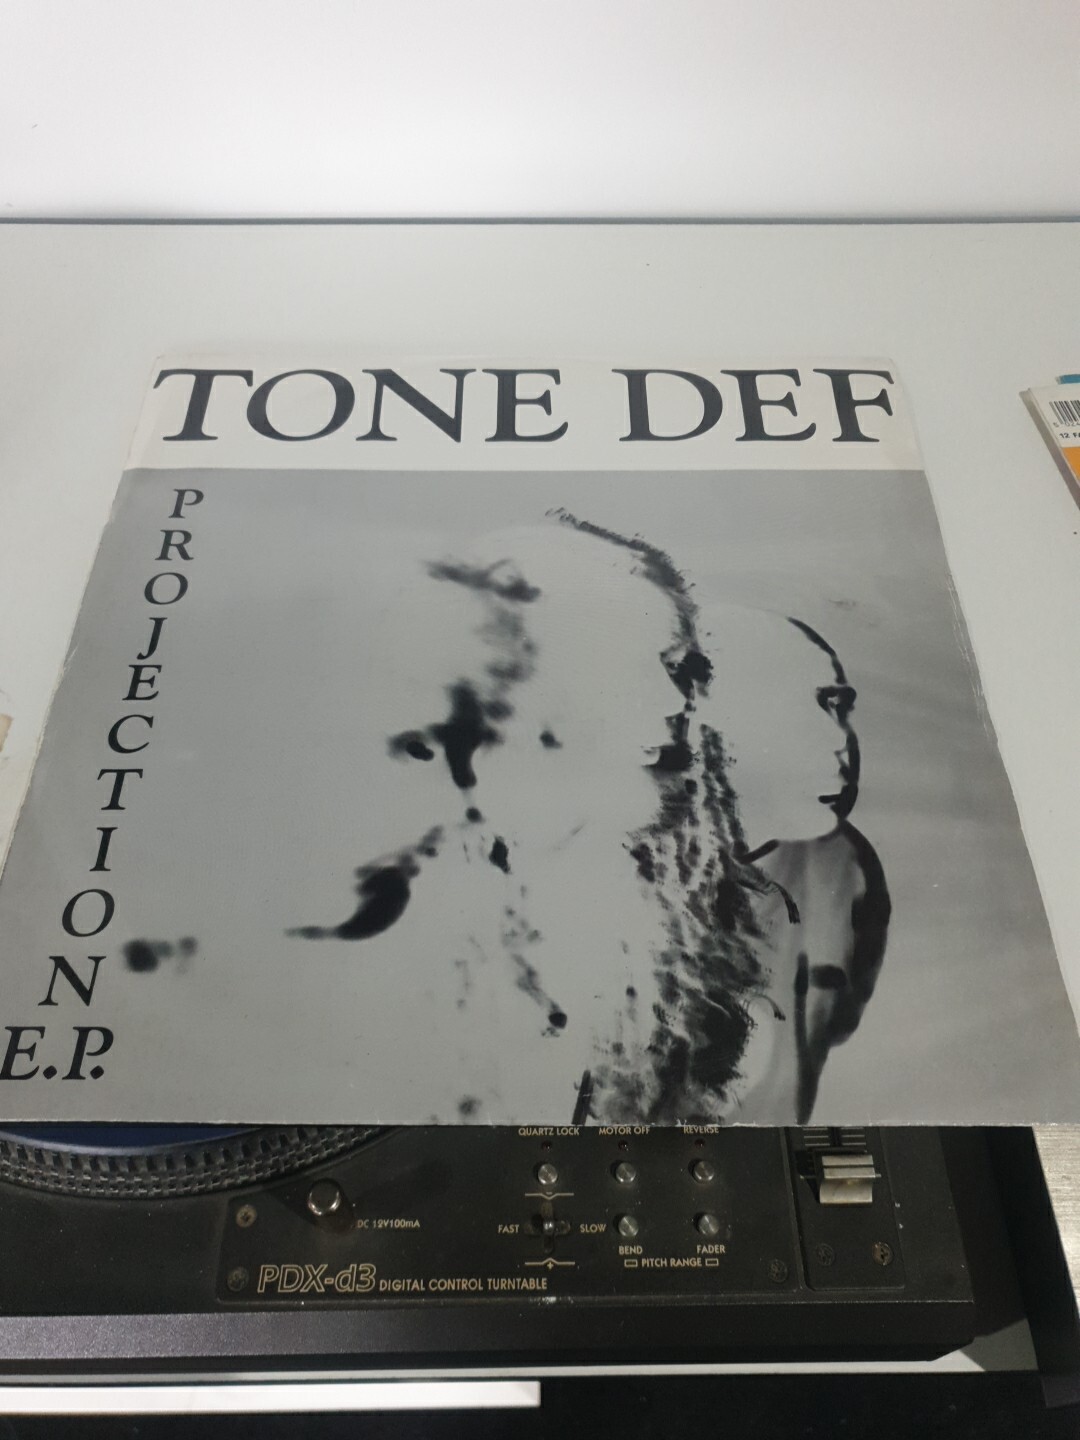 TONE DEF
PROJECTION
E.P.
12
QUARTZ LOCK
MOTOR OFF
REVERSE
DC 12V100mA
FAST
SLOW
BEND
FADER
PITCH RANGE
PDX-d3 DIGITAL CONTROL TURNTABLE